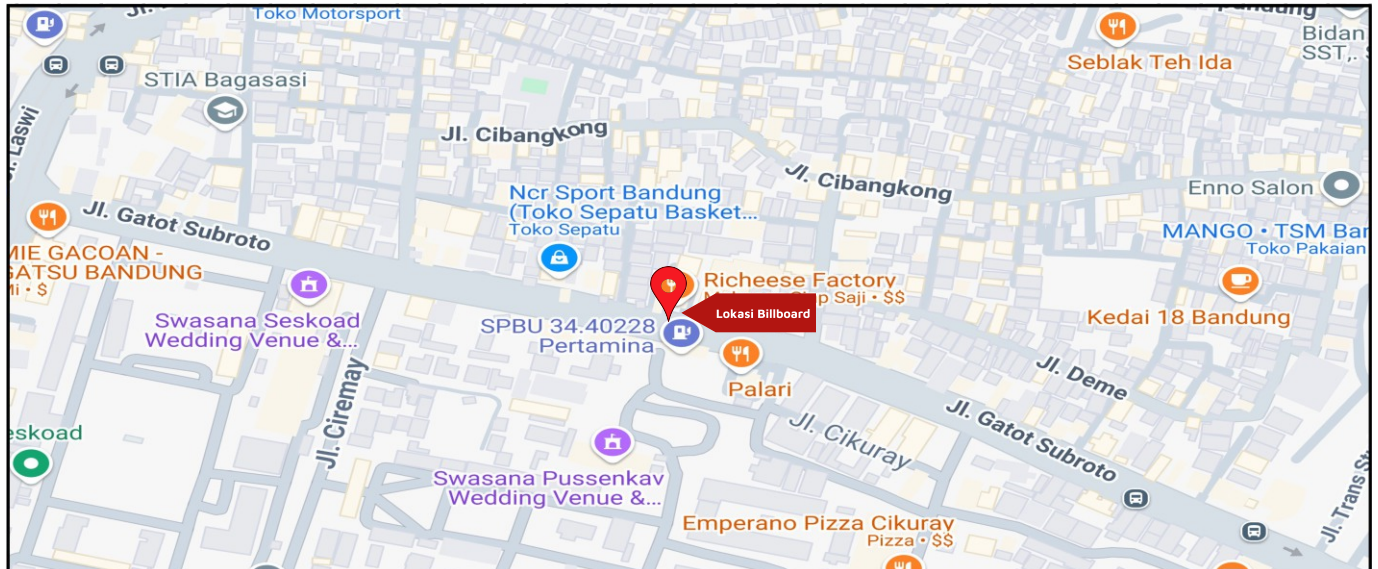 Toko Motorsport
STIA Bagasasi
Jl. Cibangkong
Seblak Teh Ida
Bidan
SST,.
Jl. Cibangkong
Enno Salon
Ncr Sport Bandung
(Toko Sepatu Basket...
Toko Sepatu
Jl. Gatot Subroto
MIE GACOAN -
GATSU BANDUNG
Mi • $
MANGO • TSM Bar
Toko Pakaian
Richeese Factory
Saji • $$
Lokasi Billboard
Kedai 18 Bandung
Swasana Seskoad
Wedding Venue &...
SPBU 34.40228
Pertamina
Palari
Jl. Ciremay
Jl. Deme
Jl. Gatot Subroto
Jl. Cikuray
eskoad
Swasana Pussenkav
Wedding Venue &...
Emperano Pizza Cikuray
Pizza • $$
Jl. Laswi
Jl. Trans St